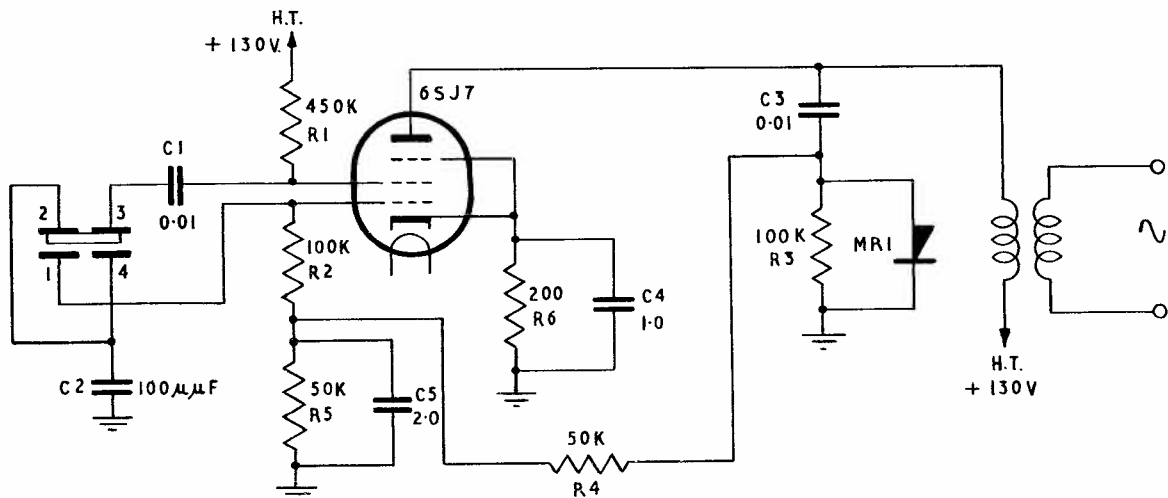 H.T.
+ 130V.
6SJ7
450K
R1
C1
0·01
2
3
1
4
100K
R2
C2
100µµF
50K
R5
C5
2·0
200
R6
C4
1·0
50K
R4
C3
0·01
100K
R3
MR1
H.T.
+ 130V